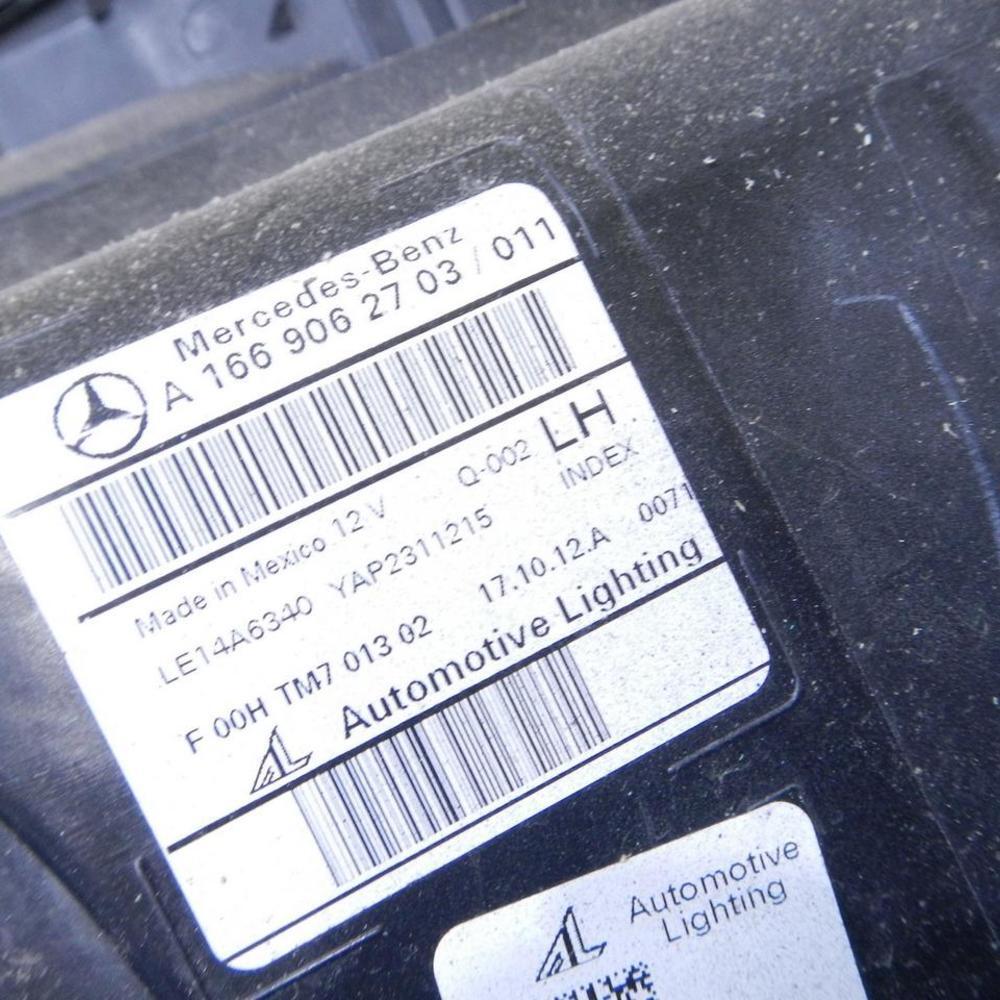 Mercedes-Benz
A 166 906 27 03 / 011
Made in Mexico 12 V Q-002 LH
LE14A6340 YAP2311215 INDEX
F 00H TM7 013 02 17.10.12.A 0071
Automotive Lighting
Automotive
Lighting